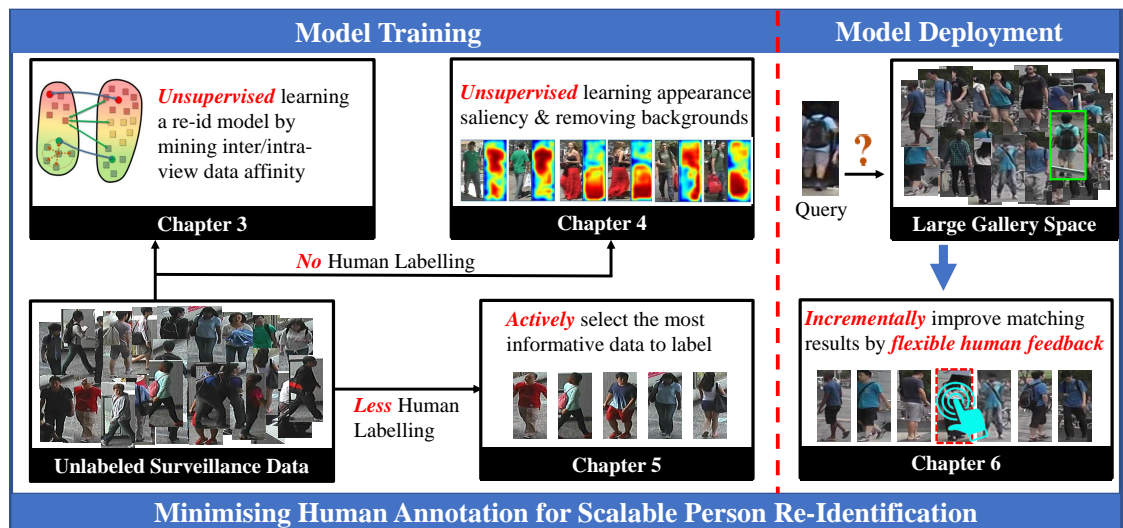 Model Training
Unsupervised learning
a re-id model by
mining inter/intra-
view data affinity
Chapter 3
Unsupervised learning appearance
saliency & removing backgrounds
Chapter 4
No Human Labelling
Unlabeled Surveillance Data
Less Human
Labelling
Actively select the most
informative data to label
Chapter 5
Model Deployment
?
Query
Large Gallery Space
Incrementally improve matching
results by flexible human feedback
Chapter 6
Minimising Human Annotation for Scalable Person Re-Identification